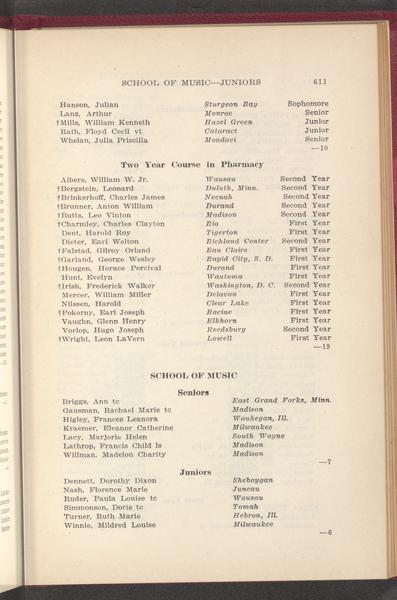 SCHOOL OF MUSIC—JUNIORS 611
Hanson, Julian Sturgeon Bay Sophomore
Lanz, Arthur Monroe Senior
†Mills, William Kenneth Hazel Green Junior
Rath, Floyd Cecil vt Cataract Junior
Whelan, Julia Priscilla Mondovi Senior
—10
Two Year Course in Pharmacy
Albers, William W. Jr. Wausau Second Year
†Bergstein, Leonard Duluth, Minn. Second Year
†Brinkerhoff, Charles James Neenah Second Year
†Brunner, Anton William Durand Second Year
†Butts, Leo Vinton Madison Second Year
†Charmley, Charles Clayton Rio First Year
Dent, Harold Roy Tigerton First Year
Dieter, Earl Welton Richland Center Second Year
†Falstad, Gilroy Orland Eau Claire First Year
†Garland, George Wesley Rapid City, S. D. First Year
†Hougen, Horace Percival Durand First Year
Hunt, Evelyn Wautoma First Year
†Irish, Frederick Walker Washington, D. C. Second Year
Mercer, William Miller Delavan First Year
Nilssen, Harold Clear Lake First Year
†Pokorny, Earl Joseph Racine First Year
Vaughn, Glenn Henry Elkhorn First Year
Vorlop, Hugo Joseph Reedsburg Second Year
†Wright, Leon LaVern Lowell First Year
—19
SCHOOL OF MUSIC
Seniors
Briggs, Ann tc East Grand Forks, Minn.
Gausman, Rachael Marie tc Madison
Higley, Frances Leanora Waukegan, Ill.
Kraemer, Eleanor Catherine Milwaukee
Lacy, Marjorie Helen South Wayne
Lathrop, Francis Child ls Madison
Willman, Madelon Charity Madison
—7
Juniors
Dennett, Dorothy Dixon Sheboygan
Nash, Florence Marie Juneau
Ruder, Paula Louise tc Wausau
Simmonson, Doris tc Tomah
Turner, Ruth Marie Hebron, Ill.
Winnie, Mildred Louise Milwaukee
—6